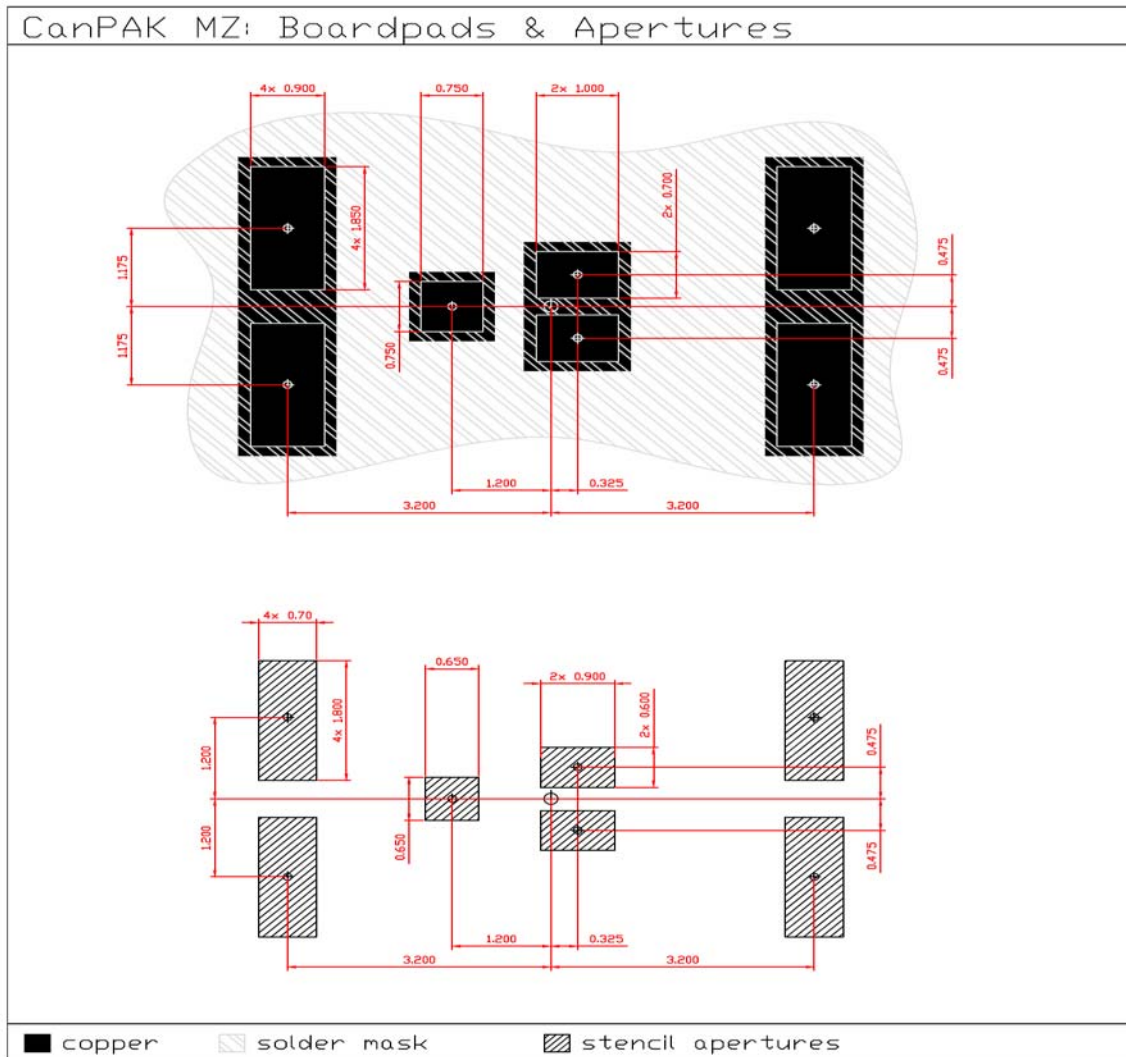 CanPAK MZ: Boardpads & Apertures
4x 0.900
0.750
2x 1.000
2x 0.700
4x 1.850
1.175
0.475
1.175
0.750
0.475
1.200
0.325
3.200
3.200
4x 0.70
0.650
2x 0.900
2x 0.600
4x 1.800
1.200
0.475
1.200
0.650
0.475
1.200
0.325
3.200
3.200
copper
solder mask
stencil apertures